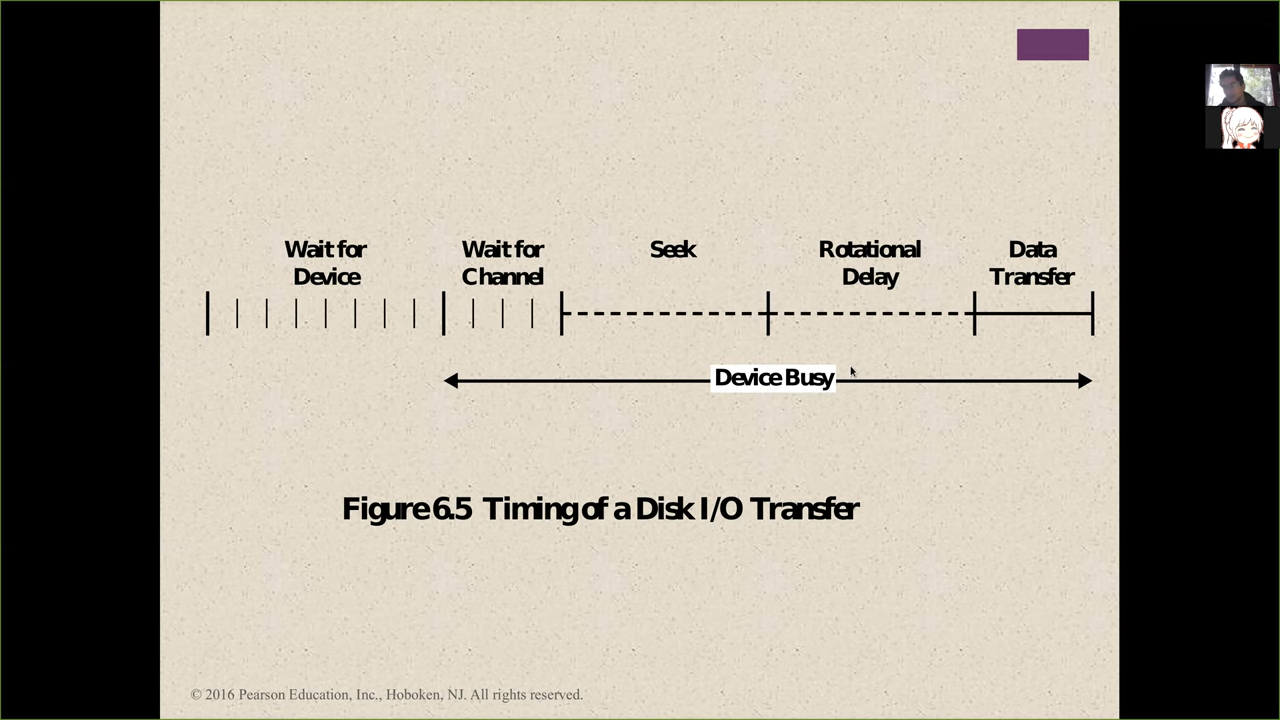 Wait for
Device
Wait for
Channel
Seek
Rotational
Delay
Data
Transfer
Device Busy
Figure 6.5 Timing of a Disk I/O Transfer
© 2016 Pearson Education, Inc., Hoboken, NJ. All rights reserved.